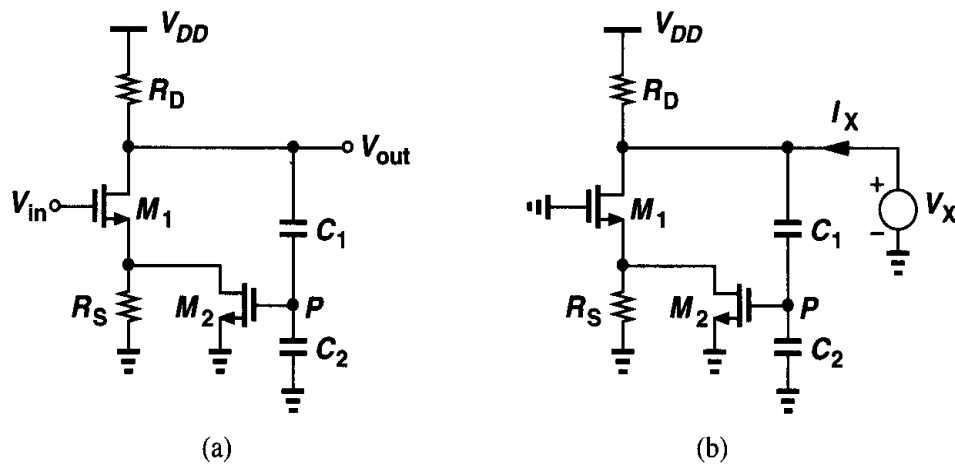 V_DD
R_D
V_out
V_in
M_1
C_1
R_S
M_2
P
C_2
(a)
V_DD
R_D
I_X
+
V_X
−
M_1
C_1
R_S
M_2
P
C_2
(b)